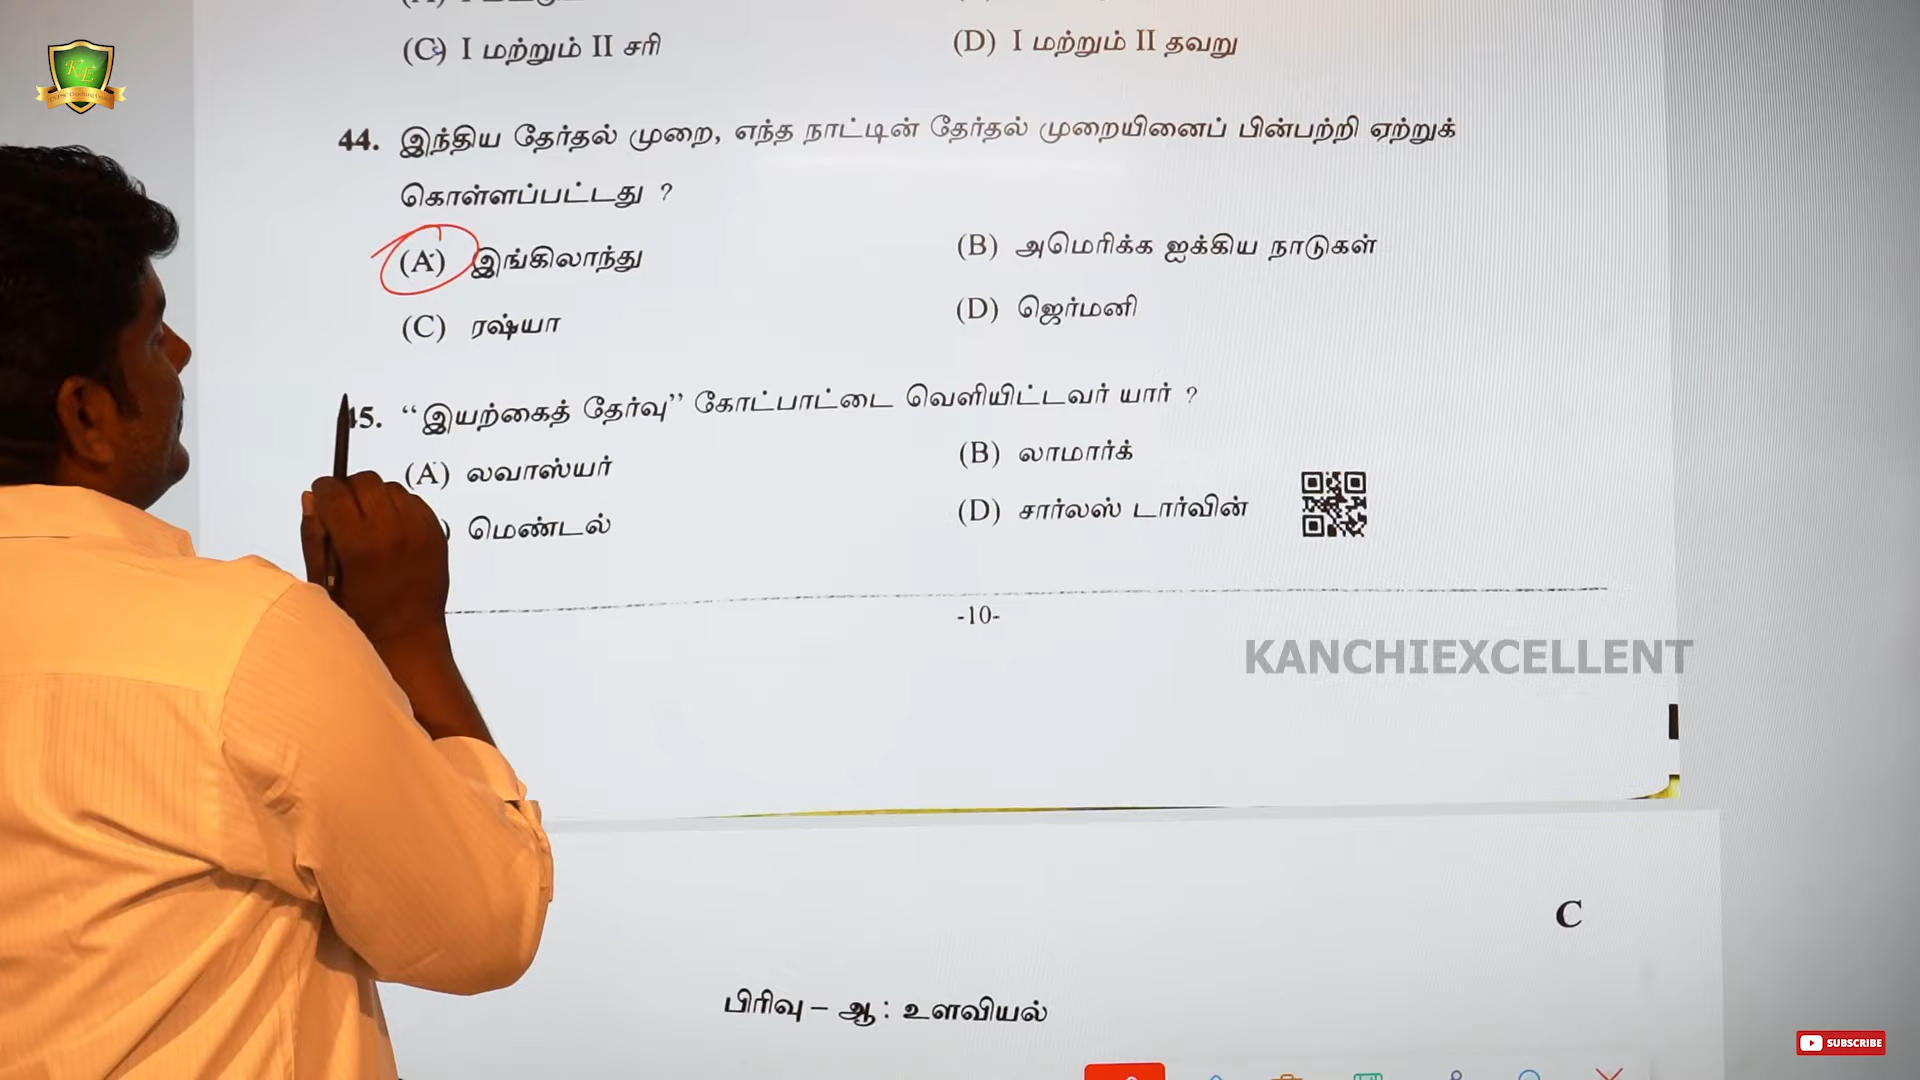 (C) I மற்றும் II சரி
(D) I மற்றும் II தவறு
44. இந்திய தேர்தல் முறை, எந்த நாட்டின் தேர்தல் முறையினைப் பின்பற்றி ஏற்றுக்
கொள்ளப்பட்டது ?
(A) இங்கிலாந்து
(B) அமெரிக்க ஐக்கிய நாடுகள்
(C) ரஷ்யா
(D) ஜெர்மனி
45. “இயற்கைத் தேர்வு” கோட்பாட்டை வெளியிட்டவர் யார் ?
(A) லவாஸ்யர்
(B) லாமார்க்
) மெண்டல்
(D) சார்லஸ் டார்வின்
-10-
KANCHIEXCELLENT
C
பிரிவு – ஆ : உளவியல்
SUBSCRIBE